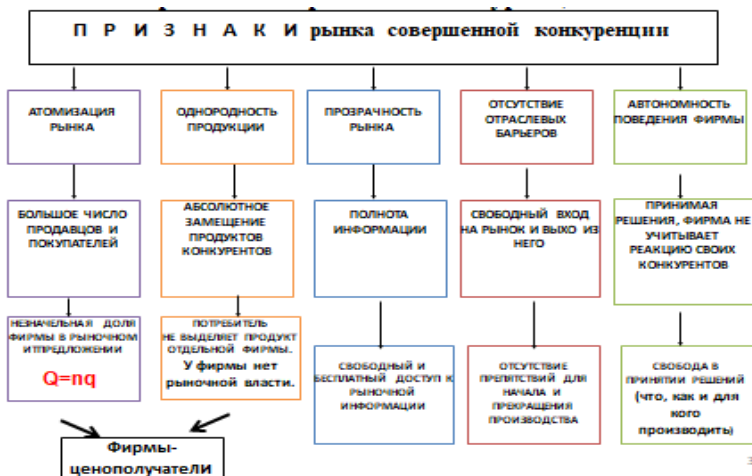 П Р И З Н А К И рынка совершенной конкуренции
АТОМИЗАЦИЯ
РЫНКА
ОДНОРОДНОСТЬ
ПРОДУКЦИИ
ПРОЗРАЧНОСТЬ
РЫНКА
ОТСУТСТВИЕ
ОТРАСЛЕВЫХ
БАРЬЕРОВ
АВТОНОМНОСТЬ
ПОВЕДЕНИЯ ФИРМЫ
БОЛЬШОЕ ЧИСЛО
ПРОДАВЦОВ И
ПОКУПАТЕЛЕЙ
АБСОЛЮТНОЕ
ЗАМЕЩЕНИЕ
ПРОДУКТОВ
КОНКУРЕНТОВ
ПОЛНОТА
ИНФОРМАЦИИ
СВОБОДНЫЙ ВХОД
НА РЫНОК И ВЫХО ИЗ
НЕГО
ПРИНИМАЯ
РЕШЕНИЯ, ФИРМА НЕ
УЧИТЫВАЕТ
РЕАКЦИЮ СВОИХ
КОНКУРЕНТОВ
НЕЗНАЧЕЛЬНАЯ ДОЛЯ
ФИРМЫ В РЫНОЧНОМ
ИТПРЕДЛОЖЕНИИ
Q=nq
ПОТРЕБИТЕЛЬ
НЕ ВЫДЕЛЯЕТ ПРОДУКТ
ОТДЕЛЬНОЙ ФИРМЫ.
У фирмы нет
рыночной власти.
СВОБОДНЫЙ И
БЕСПЛАТНЫЙ ДОСТУП К
РЫНОЧНОЙ
ИНФОРМАЦИИ
ОТСУТСТВИЕ
ПРЕПЯТСТВИЙ ДЛЯ
НАЧАЛА И
ПРЕКРАЩЕНИЯ
ПРОИЗВОДСТВА
СВОБОДА В
ПРИНЯТИИ РЕШЕНИЙ
(что, как и для
кого
производить)
Фирмы-
ценополучатеЛИ
3